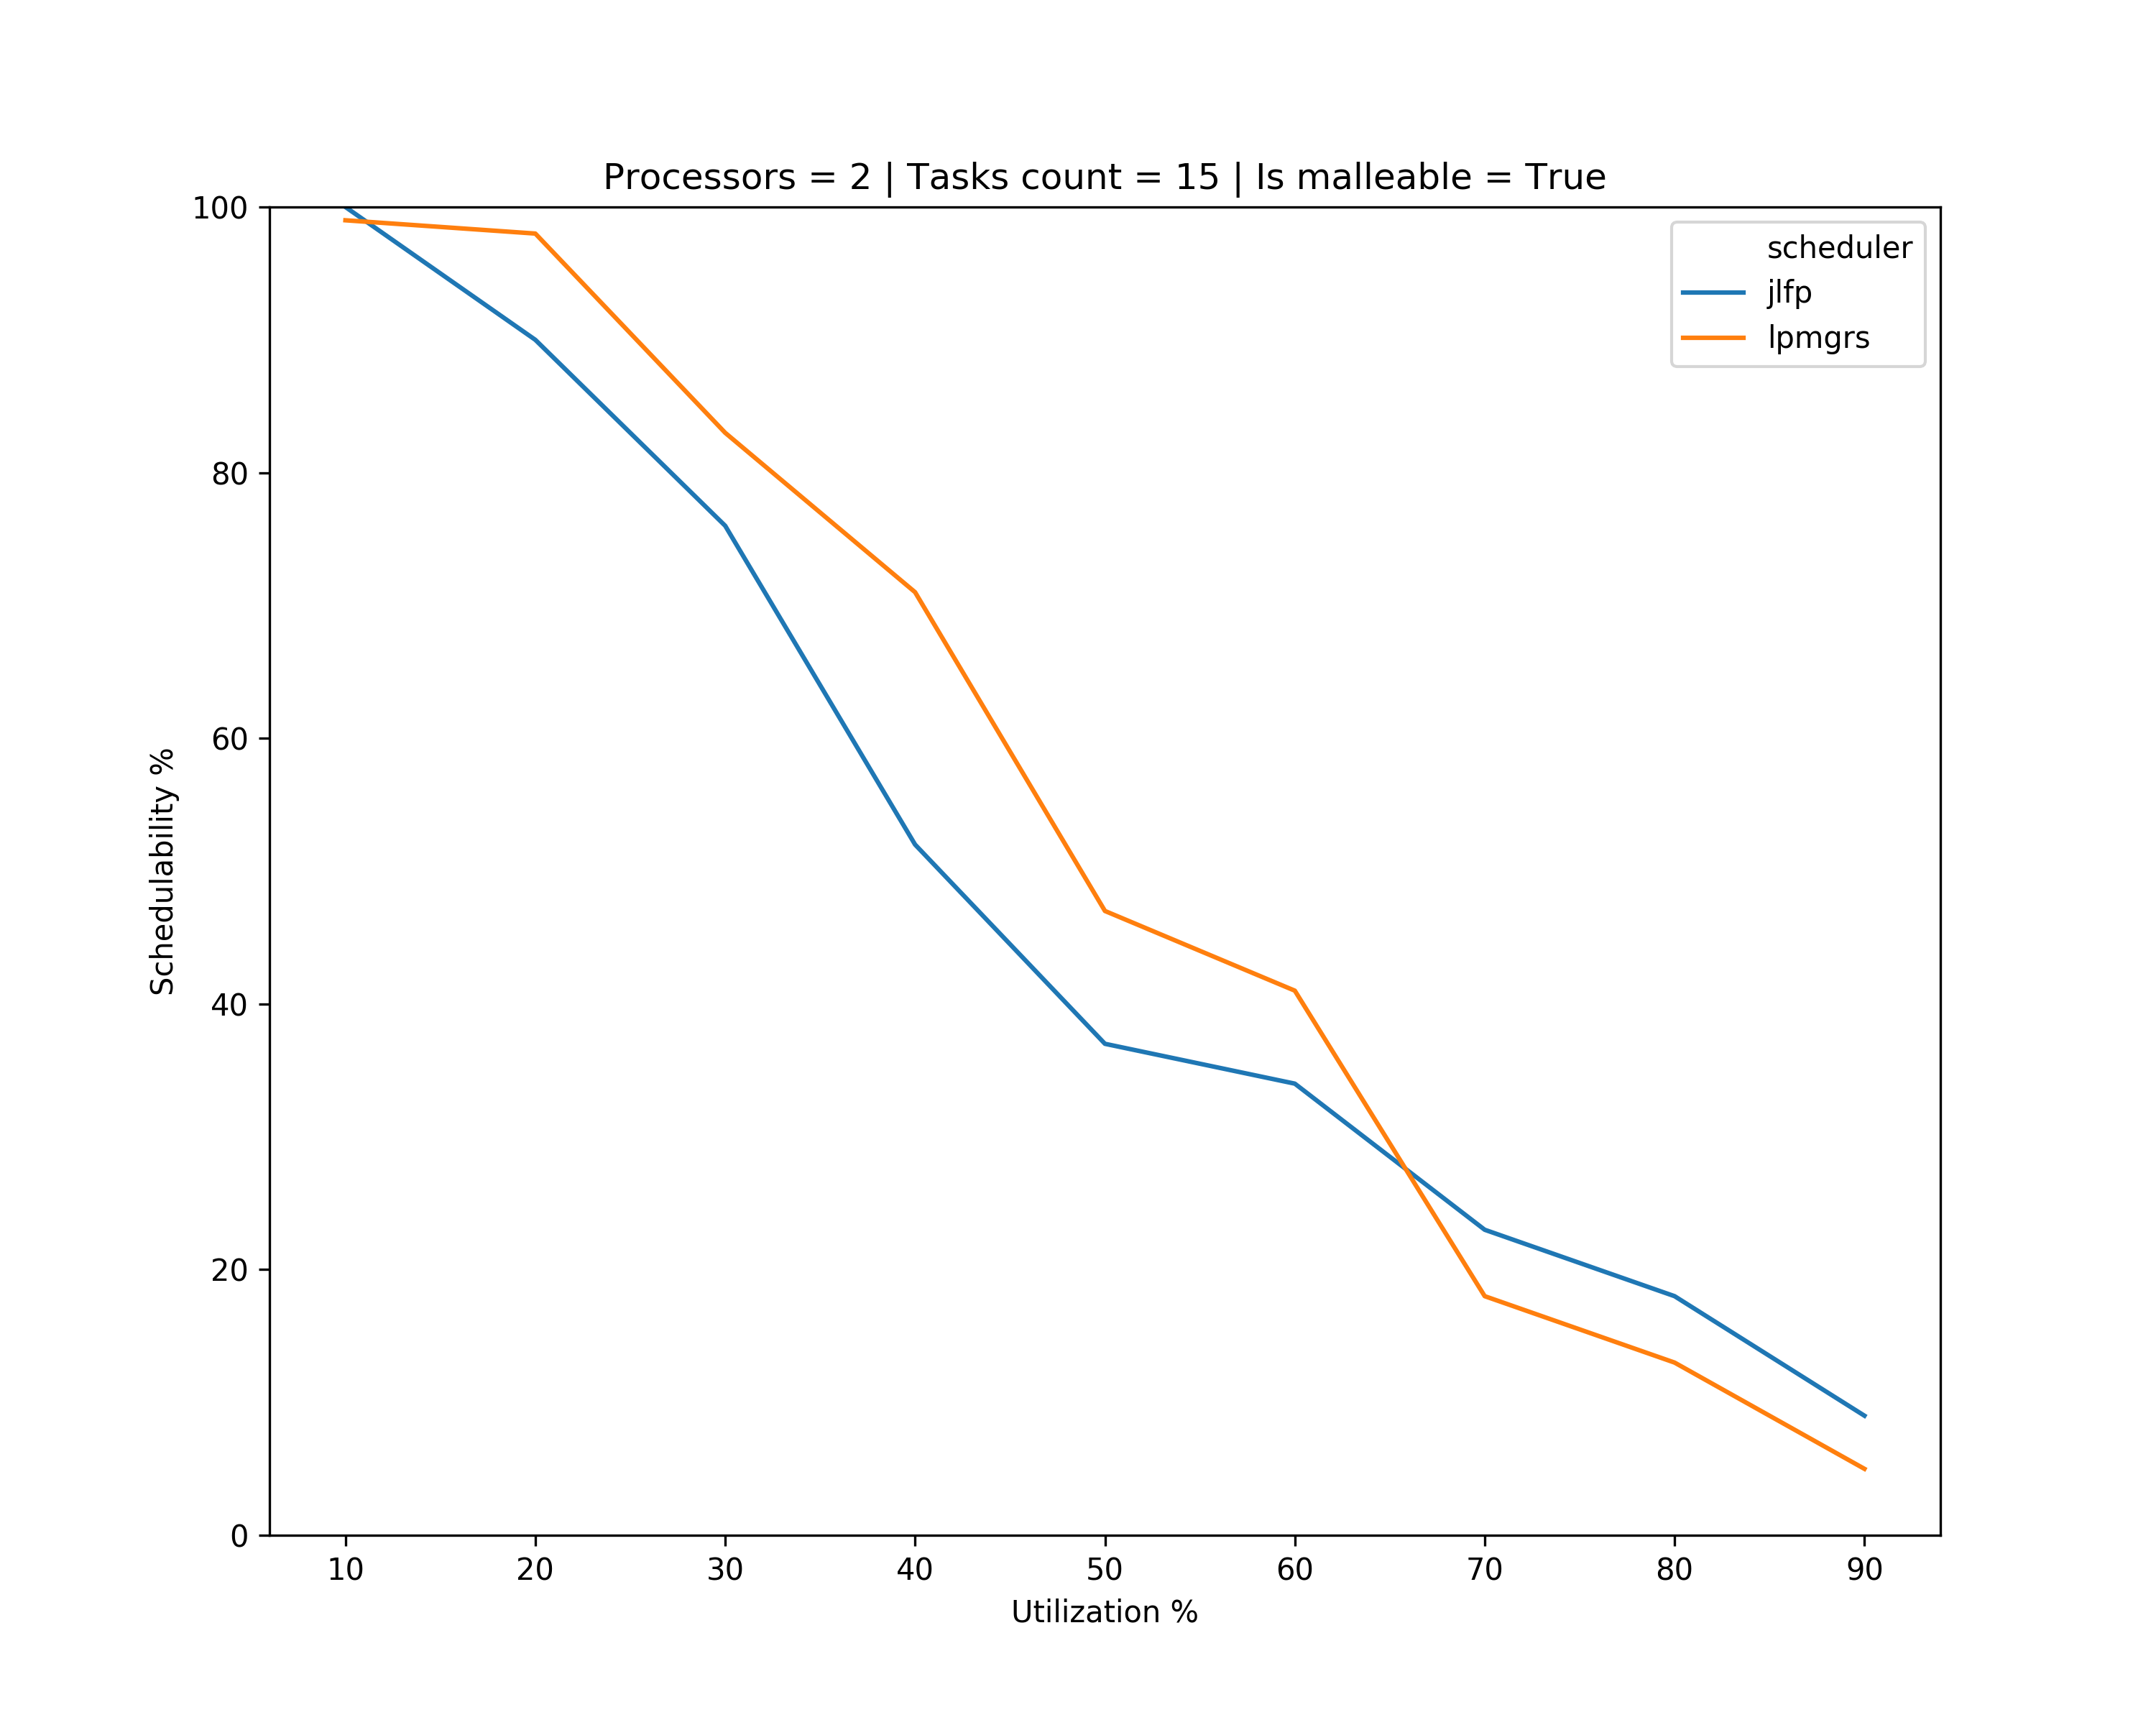 Processors = 2 | Tasks count = 15 | Is malleable = True
scheduler
jlfp
lpmgrs
Schedulability %
100
80
60
40
20
0
10 20 30 40 50 60 70 80 90
Utilization %